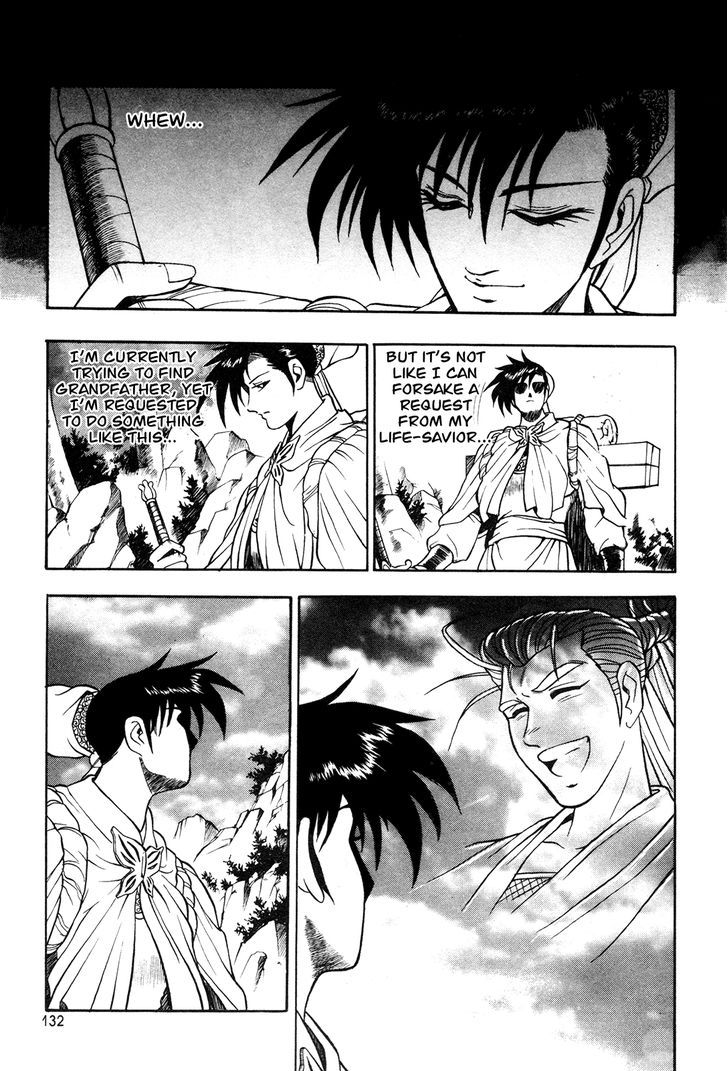 WHEW...
I'M CURRENTLY
TRYING TO FIND
GRANDFATHER, YET
I'M REQUESTED
TO DO SOMETHING
LIKE THIS...
BUT IT'S NOT
LIKE I CAN
FORSAKE A
REQUEST
FROM MY
LIFE-SAVIOR...
132